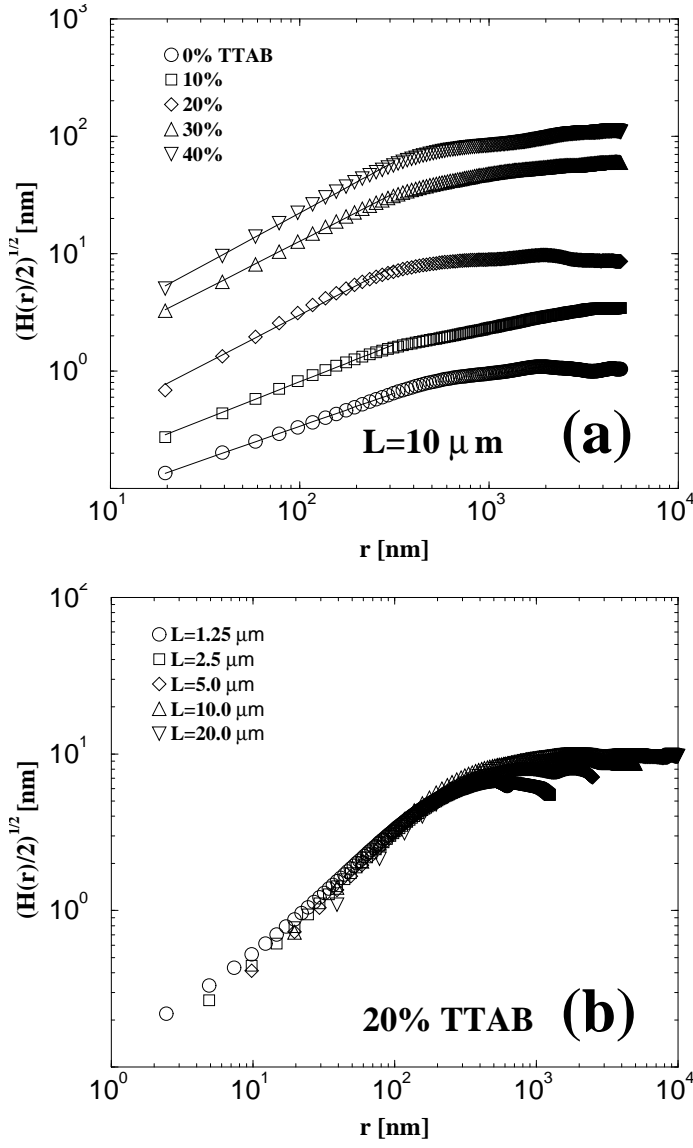 10³
0% TTAB
10%
20%
30%
40%
10²
(H(r)/2)^1/2 [nm]
10¹
10⁰
L=10 μ m
(a)
10¹ 10² 10³ 10⁴
r [nm]
10²
L=1.25 μm
L=2.5 μm
L=5.0 μm
L=10.0 μm
L=20.0 μm
10¹
(H(r)/2)^1/2 [nm]
10⁰
20% TTAB
(b)
10⁰ 10¹ 10² 10³ 10⁴
r [nm]